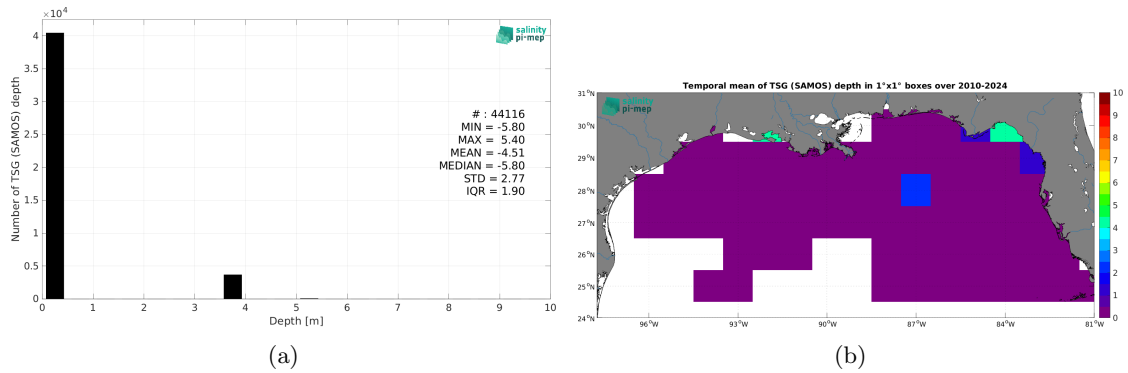 ×10⁴
4
3.5
3
2.5
2
1.5
1
0.5
0
Number of TSG (SAMOS) depth
salinity
pi-mep
# : 44116
MIN = -5.80
MAX = 5.40
MEAN = -4.51
MEDIAN = -5.80
STD = 2.77
IQR = 1.90
0 1 2 3 4 5 6 7 8 9 10
Depth [m]
(a)
Temporal mean of TSG (SAMOS) depth in 1°x1° boxes over 2010-2024
salinity
pi-mep
31°N
30°N
29°N
28°N
27°N
26°N
25°N
24°N
96°W 93°W 90°W 87°W 84°W 81°W
10
9
8
7
6
5
4
3
2
1
0
(b)